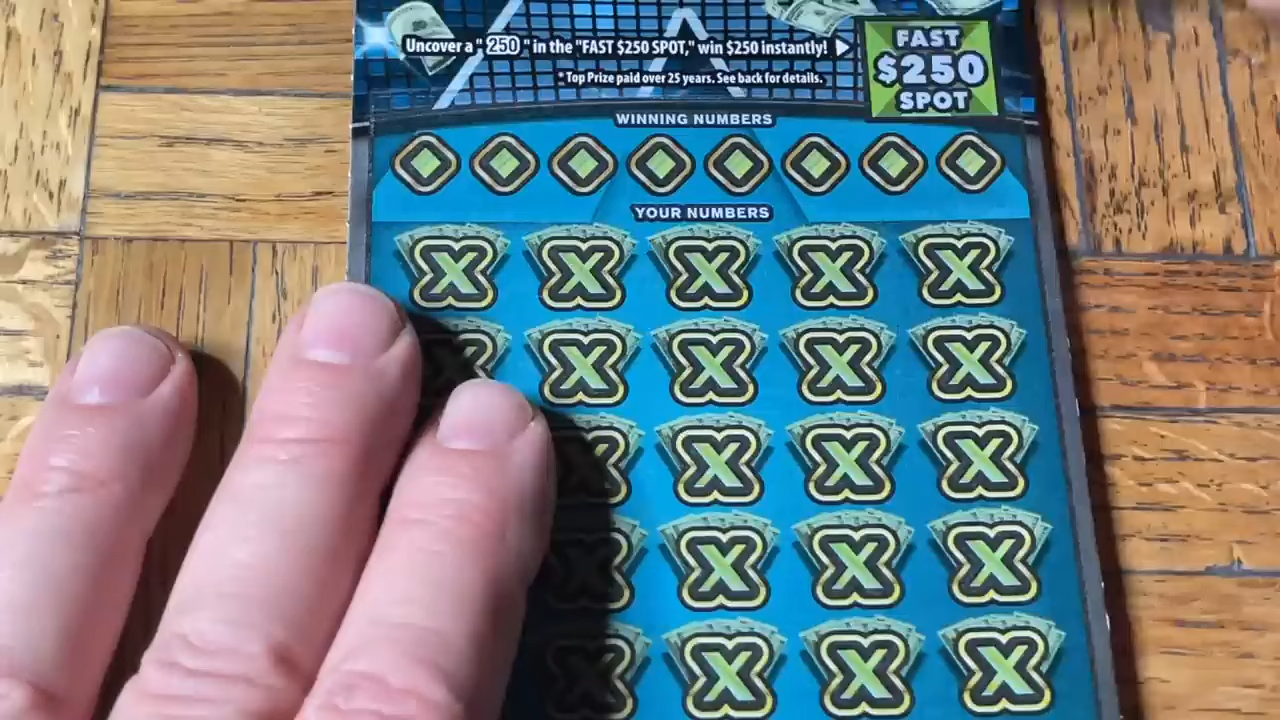 Uncover a "250" in the "FAST $250 SPOT," win $250 instantly!
*Top Prize paid over 25 years. See back for details.
FAST
$250
SPOT
WINNING NUMBERS
YOUR NUMBERS
X X X X X
X X X X X
X X X X
X X X X
X X X X